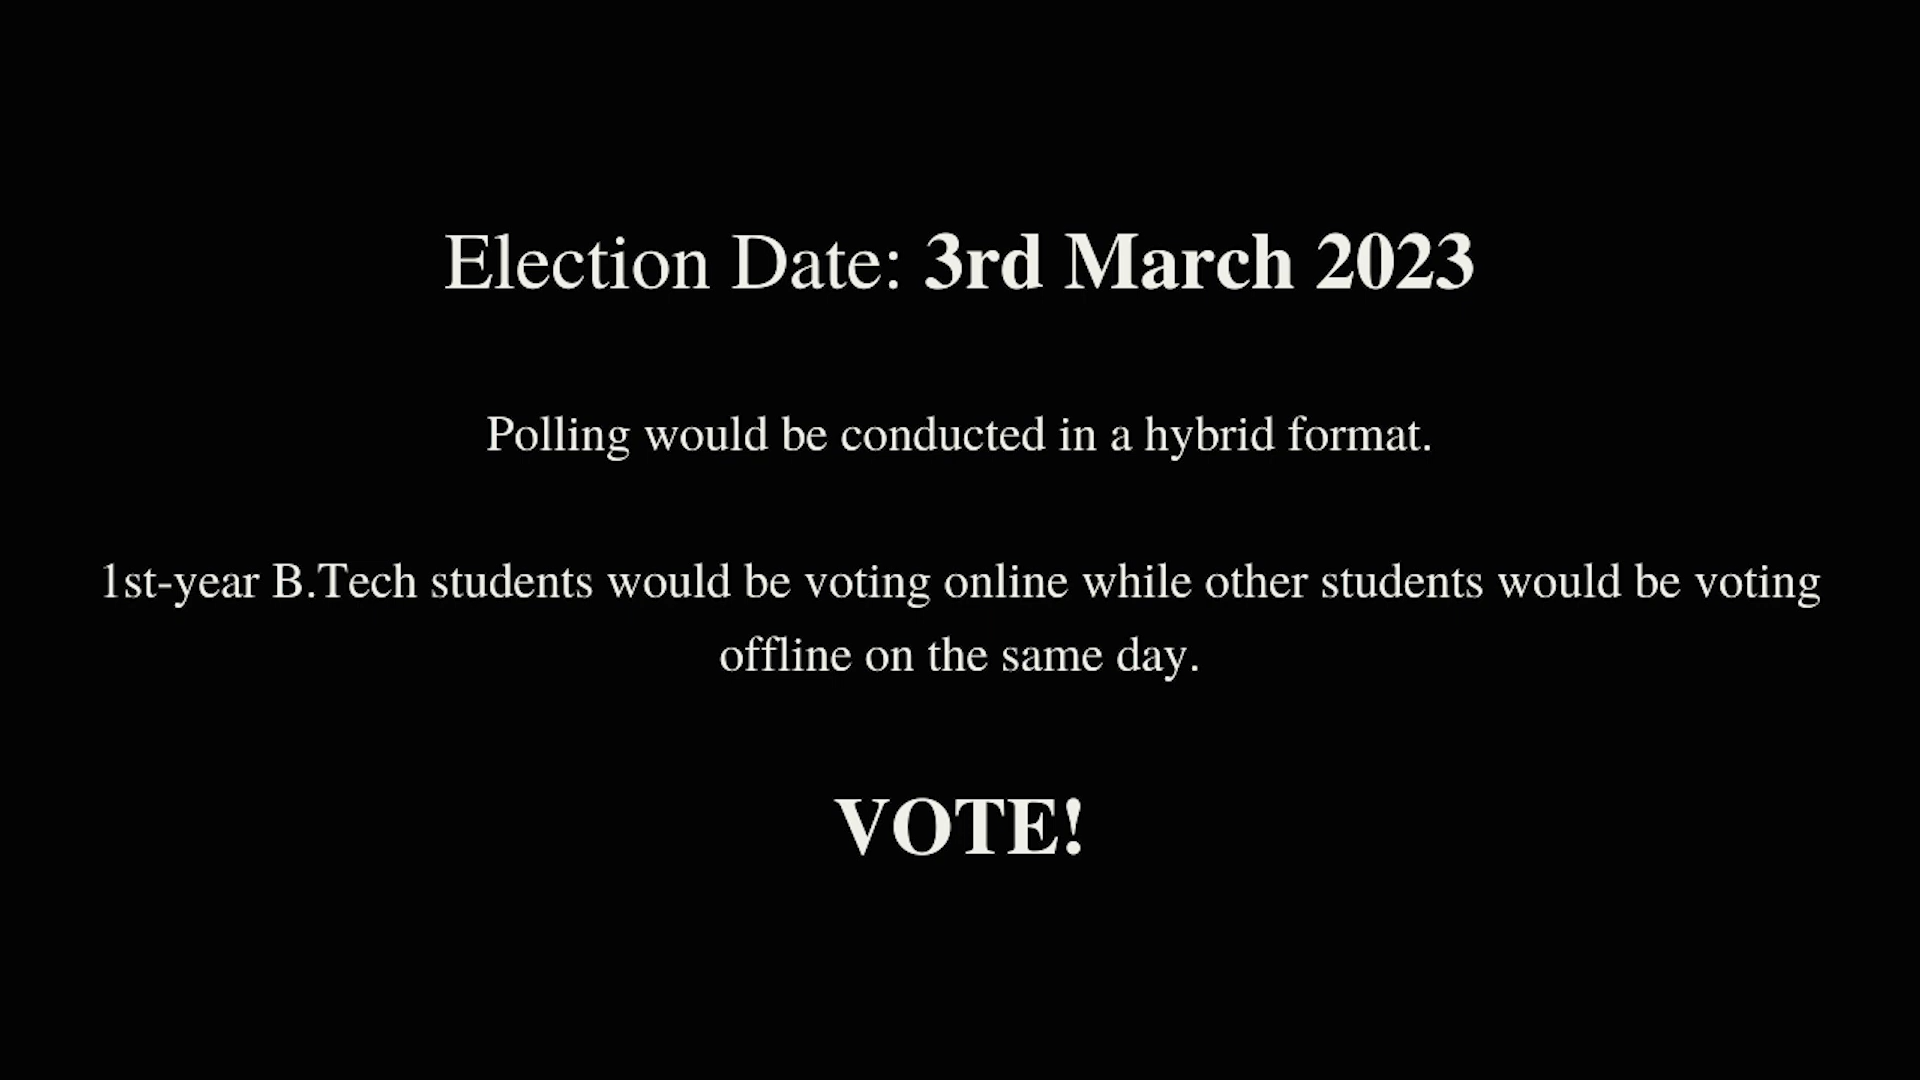 Election Date: 3rd March 2023
Polling would be conducted in a hybrid format.
1st-year B.Tech students would be voting online while other students would be voting
offline on the same day.
VOTE!